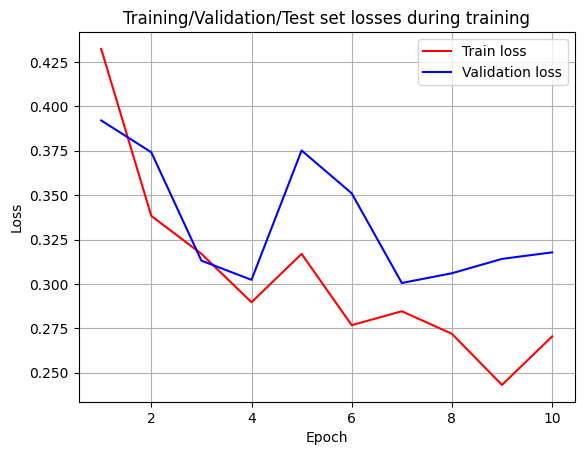 Training/Validation/Test set losses during training
Train loss
Validation loss
Loss
0.425
0.400
0.375
0.350
0.325
0.300
0.275
0.250
2 4 6 8 10
Epoch